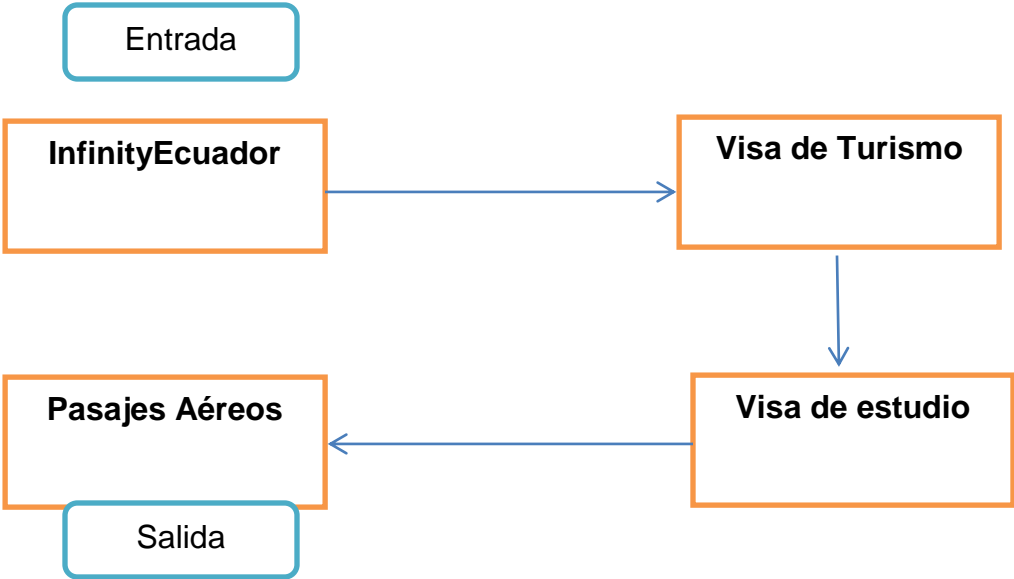 Entrada
InfinityEcuador
Visa de Turismo
Visa de estudio
Pasajes Aéreos
Salida